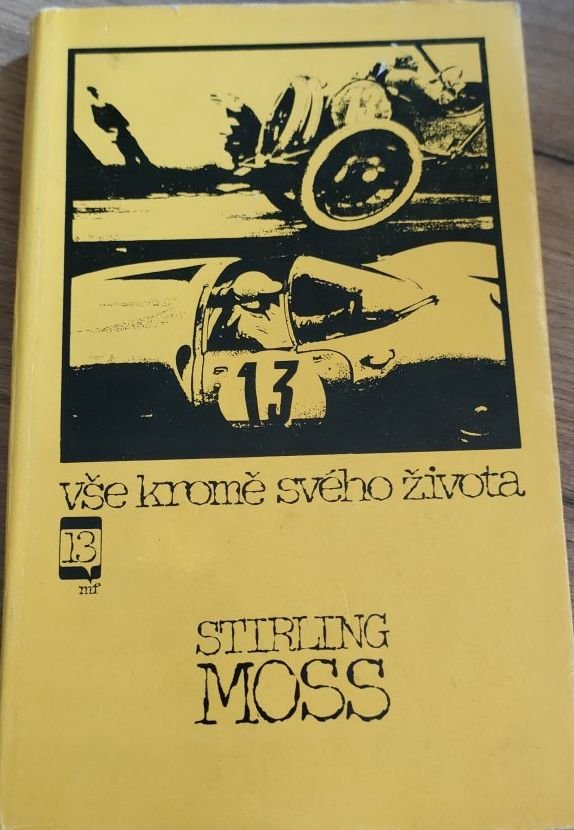 13
vše kromě svého života
13
mf
STIRLING
MOSS